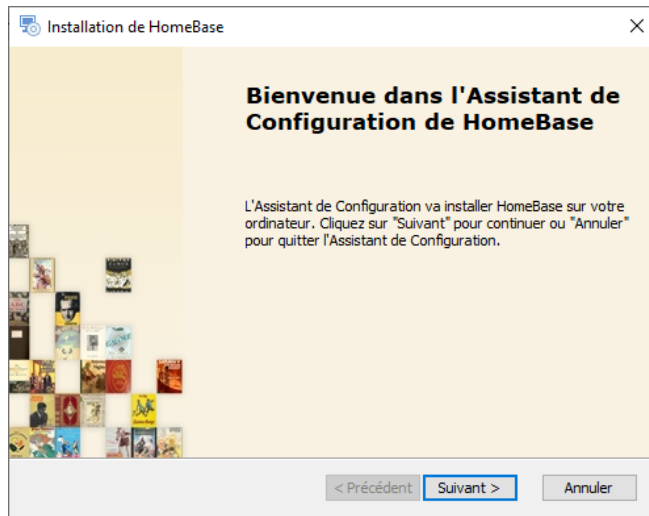 Installation de HomeBase
Bienvenue dans l'Assistant de
Configuration de HomeBase
L'Assistant de Configuration va installer HomeBase sur votre
ordinateur. Cliquez sur "Suivant" pour continuer ou "Annuler"
pour quitter l'Assistant de Configuration.
< Précédent
Suivant >
Annuler